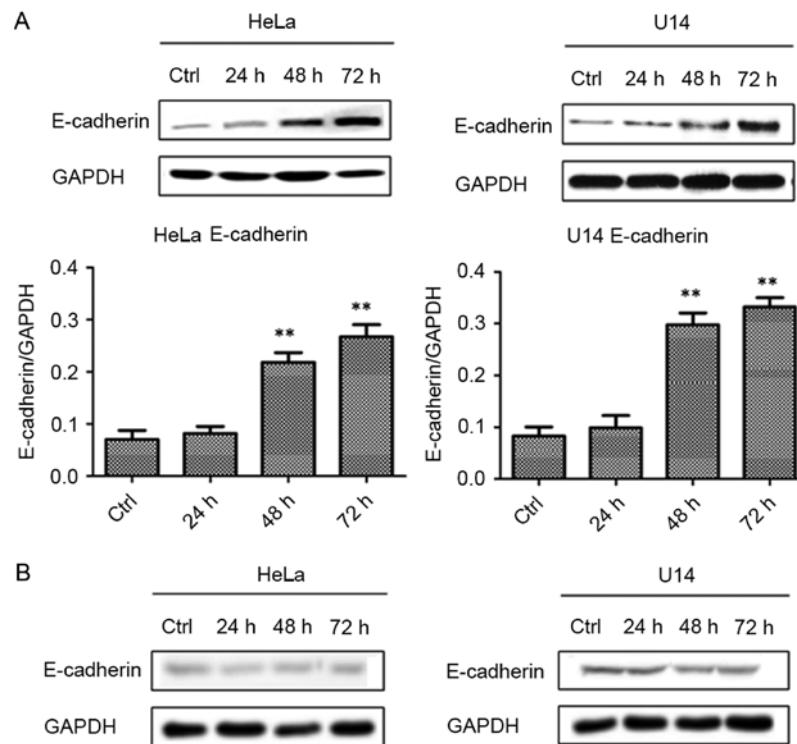 A
HeLa
U14
Ctrl 24 h 48 h 72 h
Ctrl 24 h 48 h 72 h
E-cadherin
E-cadherin
GAPDH
GAPDH
HeLa E-cadherin
E-cadherin/GAPDH
0.4
0.3
0.2
0.1
0.0
**
**
Ctrl
24 h
48 h
72 h
U14 E-cadherin
E-cadherin/GAPDH
0.4
0.3
0.2
0.1
0.0
**
**
Ctrl
24 h
48 h
72 h
B
HeLa
U14
Ctrl 24 h 48 h 72 h
Ctrl 24 h 48 h 72 h
E-cadherin
E-cadherin
GAPDH
GAPDH